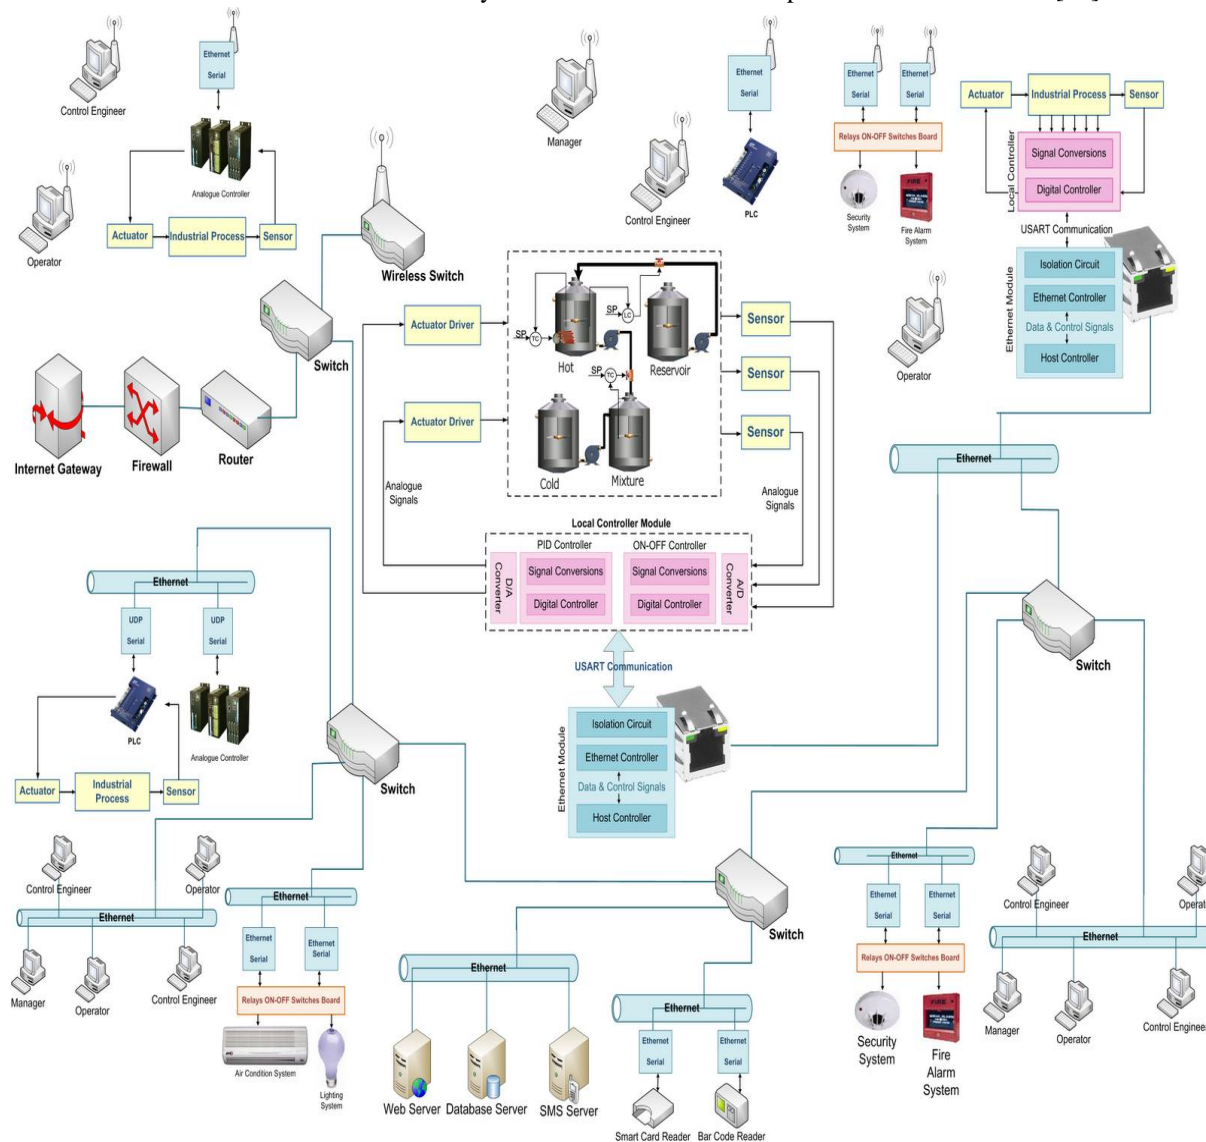 Control Engineer
Ethernet
Serial
Analogue Controller
Operator
Actuator
Industrial Process
Sensor
Manager
Ethernet
Serial
Control Engineer
PLC
Ethernet
Serial
Ethernet
Serial
Relays ON-OFF Switches Board
Security
System
FIRE
Fire Alarm
System
Operator
Actuator
Industrial Process
Sensor
Local Controller
Signal Conversions
Digital Controller
USART Communication
Ethernet Module
Isolation Circuit
Ethernet Controller
Data & Control Signals
Host Controller
Wireless Switch
Switch
Internet Gateway
Firewall
Router
Actuator Driver
Actuator Driver
SP
TC
SP
LC
Hot
Reservoir
SP
TC
Cold
Mixture
Sensor
Sensor
Sensor
Analogue
Signals
Analogue
Signals
Local Controller Module
PID Controller
ON-OFF Controller
D/A
Converter
Signal Conversions
Digital Controller
Signal Conversions
Digital Controller
A/D
Converter
USART Communication
Ethernet Module
Isolation Circuit
Ethernet Controller
Data & Control Signals
Host Controller
Ethernet
Switch
Ethernet
UDP
Serial
UDP
Serial
PLC
Analogue Controller
Actuator
Industrial
Process
Sensor
Switch
Control Engineer
Operator
Ethernet
Manager
Operator
Control Engineer
Ethernet
Ethernet
Serial
Ethernet
Serial
Relays ON-OFF Switches Board
Air Condition System
Lighting
System
Switch
Ethernet
Web Server
Database Server
SMS Server
Ethernet
Ethernet
Serial
Ethernet
Serial
Smart Card Reader
Bar Code Reader
Ethernet
Ethernet
Serial
Ethernet
Serial
Relays ON-OFF Switches Board
Security
System
FIRE
Fire
Alarm
System
Control Engineer
Operato
Ethernet
Manager
Operator
Control Engineer